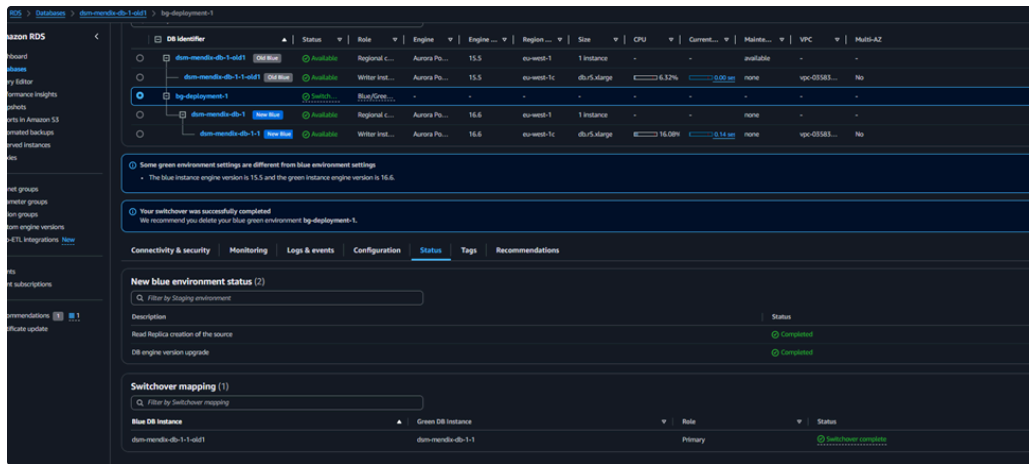 RDS > Databases > dsm-mendix-db-1-old1 > bg-deployment-1
mazon RDS
hboard
abases
ery Editor
formance insights
pshots
orts in Amazon S3
omated backups
erved instances
xies
net groups
ameter groups
ion groups
tom engine versions
o-ETL integrations New
nts
nt subscriptions
ommendations 1 1
tificate update
DB identifier Status Role Engine Engine ... Region ... Size CPU Current... Mainte... VPC Multi-AZ
dsm-mendix-db-1-old1 Old Blue Available Regional c... Aurora Po... 15.5 eu-west-1 1 instance - - available - -
dsm-mendix-db-1-1-old1 Old Blue Available Writer inst... Aurora Po... 15.5 eu-west-1c db.r5.xlarge 6.32% 0.00 ses none vpc-03583... No
bg-deployment-1 Switch... Blue/Gree... - - - - - - - -
dsm-mendix-db-1 New Blue Available Regional c... Aurora Po... 16.6 eu-west-1 1 instance - - none - -
dsm-mendix-db-1-1 New Blue Available Writer inst... Aurora Po... 16.6 eu-west-1c db.r5.xlarge 16.08% 0.14 ses none vpc-03583... No
Some green environment settings are different from blue environment settings
• The blue instance engine version is 15.5 and the green instance engine version is 16.6.
Your switchover was successfully completed
We recommend you delete your blue green environment bg-deployment-1.
Connectivity & security Monitoring Logs & events Configuration Status Tags Recommendations
New blue environment status (2)
Filter by Staging environment
Description Status
Read Replica creation of the source Completed
DB engine version upgrade Completed
Switchover mapping (1)
Filter by Switchover mapping
Blue DB Instance Green DB Instance Role Status
dsm-mendix-db-1-1-old1 dsm-mendix-db-1-1 Primary Switchover complete